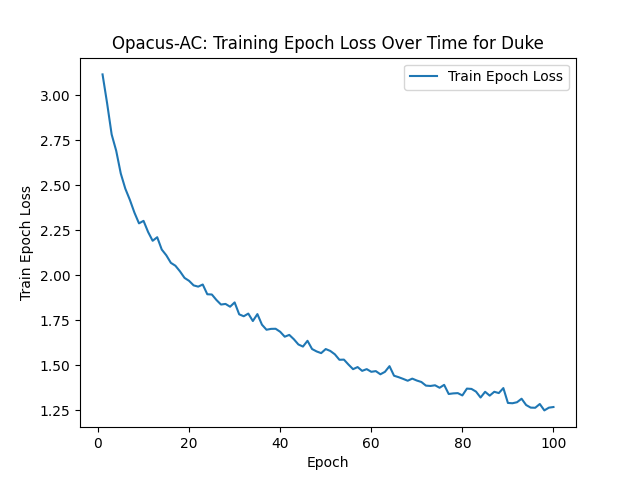 Opacus-AC: Training Epoch Loss Over Time for Duke
Train Epoch Loss
3.00
2.75
2.50
2.25
2.00
1.75
1.50
1.25
Train Epoch Loss
0 20 40 60 80 100
Epoch